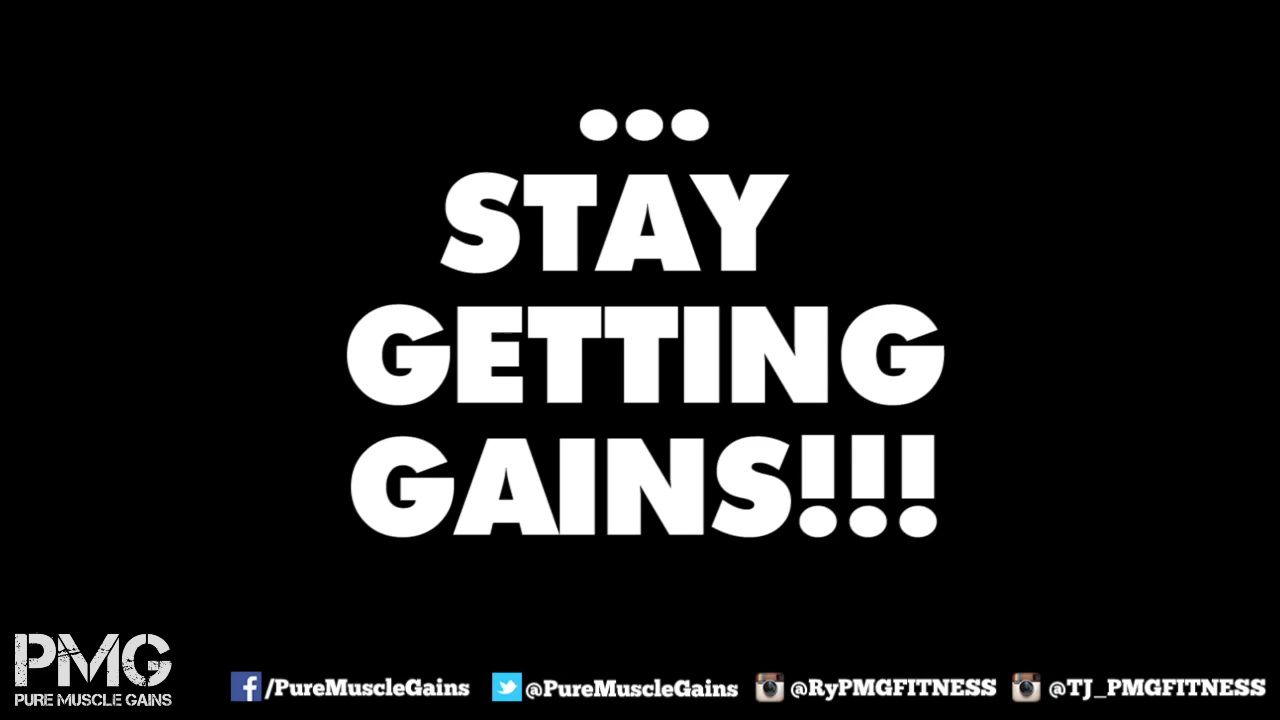 ...
STAY
GETTING
GAINS!!!
PMG
PURE MUSCLE GAINS
/PureMuscleGains @PureMuscleGains @RyPMGFITNESS @TJ_PMGFITNESS